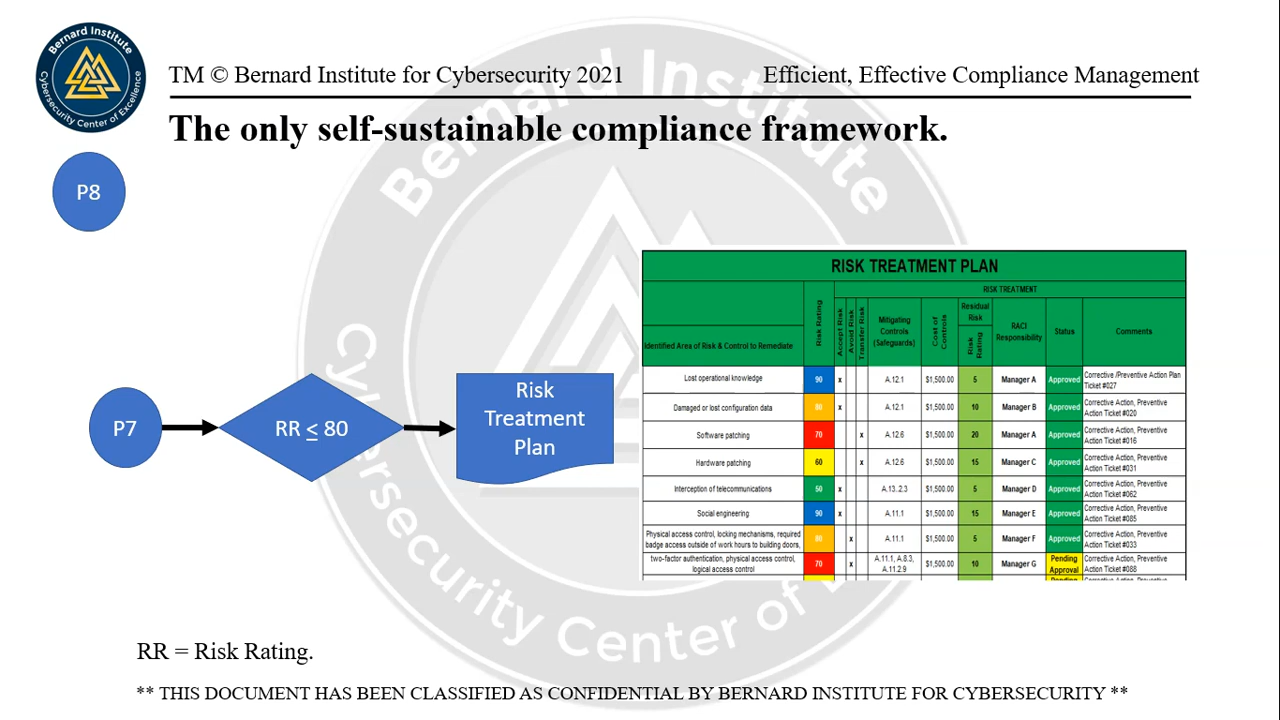 Bernard Institute
Cybersecurity Center of Excellence
TM © Bernard Institute for Cybersecurity 2021
Efficient, Effective Compliance Management
The only self-sustainable compliance framework.
P8
P7
RR ≤ 80
Risk
Treatment
Plan
RISK TREATMENT PLAN
RISK TREATMENT
Identified Area of Risk & Control to Remediate
Risk Rating
Accept Risk
Avoid Risk
Transfer Risk
Mitigating
Controls
(Safeguards)
Cost of
Controls
Residual
Risk
Risk
Rating
RACI
Responsibility
Status
Comments
Lost operational knowledge 90 x A.12.1 $1,500.00 5 Manager A Approved Corrective /Preventive Action Plan
Ticket #027
Damaged or lost configuration data 80 x A.12.1 $1,500.00 10 Manager B Approved Corrective Action, Preventive
Action Ticket #020
Software patching 70 x A.12.6 $1,500.00 20 Manager A Approved Corrective Action, Preventive
Action Ticket #016
Hardware patching 60 x A.12.6 $1,500.00 15 Manager C Approved Corrective Action, Preventive
Action Ticket #031
Interception of telecommunications 50 x A.13..2.3 $1,500.00 5 Manager D Approved Corrective Action, Preventive
Action Ticket #062
Social engineering 90 x A.11.1 $1,500.00 15 Manager E Approved Corrective Action, Preventive
Action Ticket #085
Physical access control, locking mechanisms, required
badge access outside of work hours to building doors, 80 x A.11.1 $1,500.00 5 Manager F Approved Corrective Action, Preventive
Action Ticket #033
two-factor authentication, physical access control,
logical access control 70 x A.11.1, A.8.3,
A.11.2.9 $1,500.00 10 Manager G Pending
Approval Corrective Action, Preventive
Action Ticket #088
RR = Risk Rating.
** THIS DOCUMENT HAS BEEN CLASSIFIED AS CONFIDENTIAL BY BERNARD INSTITUTE FOR CYBERSECURITY **